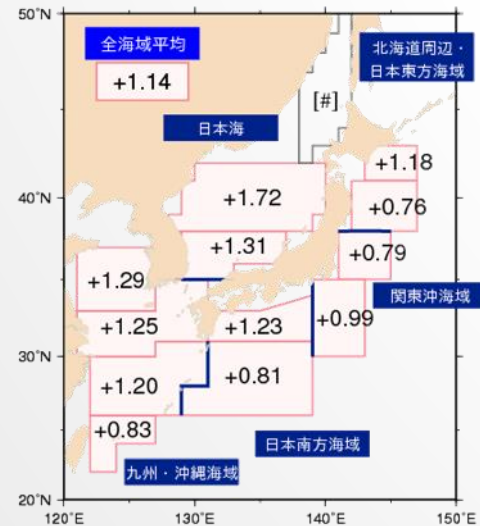 50°N
40°N
30°N
20°N
120°E
130°E
140°E
150°E
全海域平均
+1.14
北海道周辺・
日本東方海域
[#]
日本海
+1.18
+1.72
+0.76
+1.31
+0.79
+1.29
関東沖海域
+1.25
+1.23
+0.99
+1.20
+0.81
+0.83
日本南方海域
九州・沖縄海域